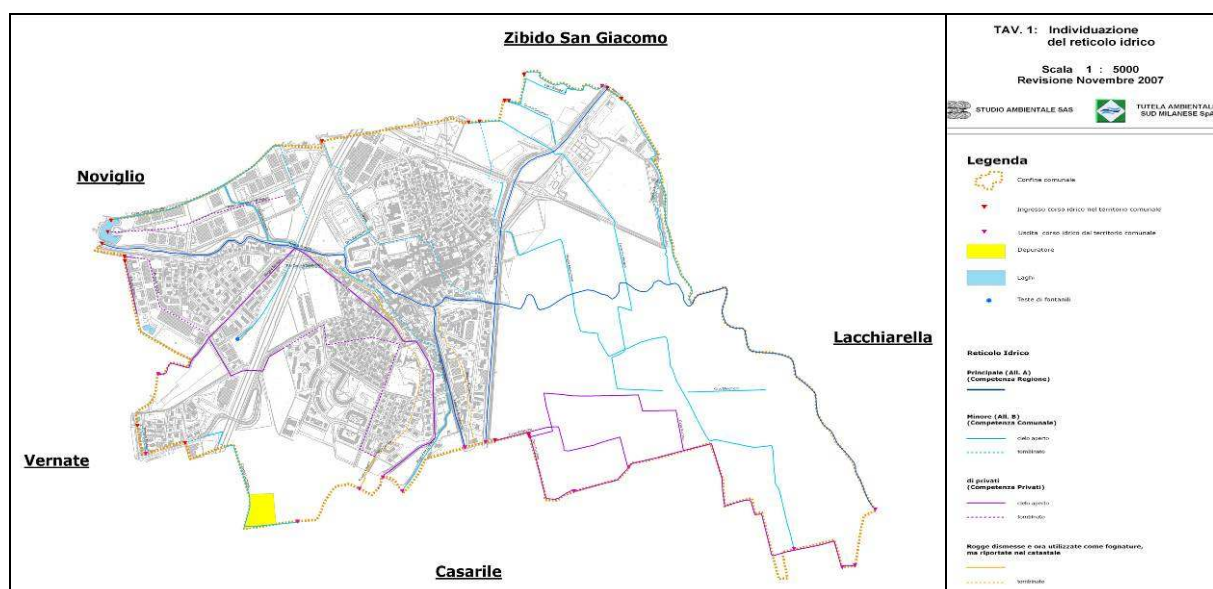 Zibido San Giacomo
Noviglio
Lacchiarella
Vernate
Casarile
TAV. 1: Individuazione
del reticolo idrico
Scala 1 : 5000
Revisione Novembre 2007
STUDIO AMBIENTALE SAS
TUTELA AMBIENTALE
SUD MILANESE SpA
Legenda
Confine comunale
Ingresso corso idrico nel territorio comunale
Uscita corso idrico dal territorio comunale
Depuratore
Laghi
Teste di fontanili
Reticolo Idrico
Principale (All. A)
(Competenza Regione)
Minore (All. B)
(Competenza Comunale)
cielo aperto
tombinato
di privati
(Competenza Privati)
cielo aperto
tombinato
Rogge dismesse e ora utilizzate come fognature,
ma riportate nel catastale
tombinato